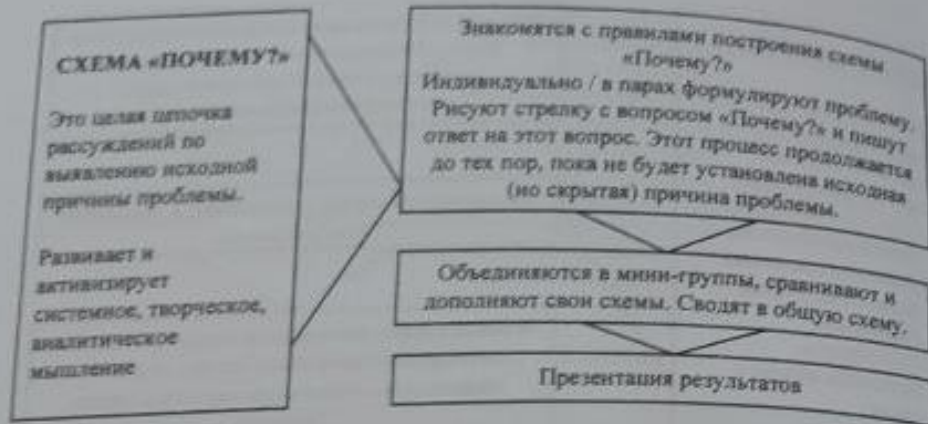 СХЕМА «ПОЧЕМУ?»
Это целая цепочка
рассуждений по
выявлению исходной
причины проблемы.
Развивает и
активизирует
системное, творческое,
аналитическое
мышление
Знакомятся с правилами построения схемы
«Почему?»
Индивидуально / в парах формулируют проблему.
Рисуют стрелку с вопросом «Почему?» и пишут
ответ на этот вопрос. Этот процесс продолжается
до тех пор, пока не будет установлена исходная
(но скрытая) причина проблемы.
Объединяются в мини-группы, сравнивают и
дополняют свои схемы. Сводят в общую схему.
Презентация результатов